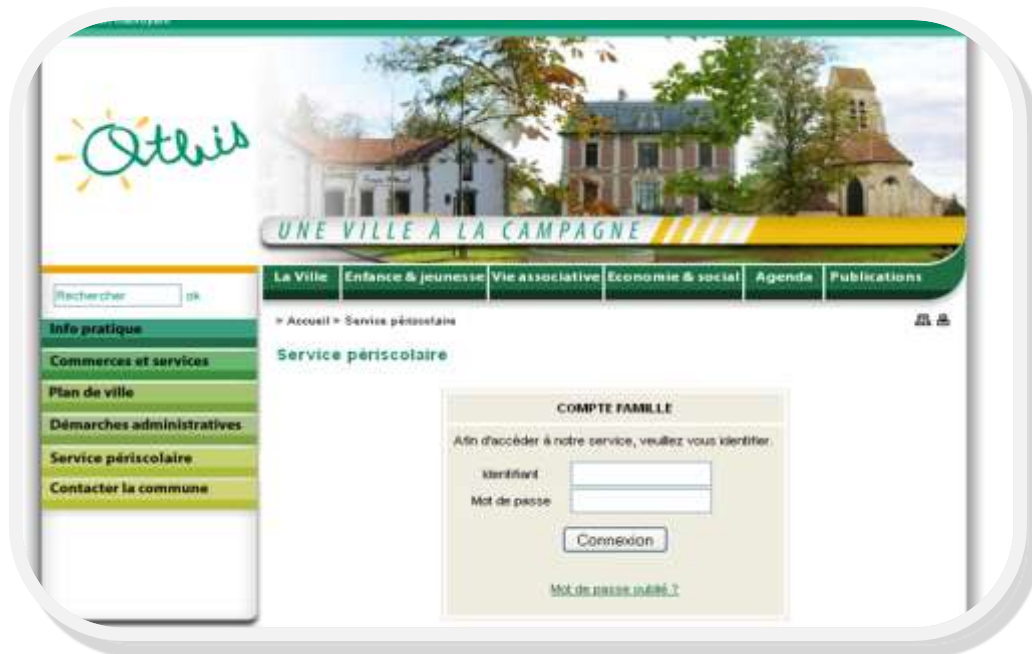 Othis
UNE VILLE À LA CAMPAGNE
La Ville Enfance & jeunesse Vie associative Economie & social Agenda Publications
Rechercher ok
» Accueil » Service périscolaire
Info pratique
Commerces et services
Plan de ville
Démarches administratives
Service périscolaire
Contacter la commune
Service périscolaire
COMPTE FAMILLE
Afin d'accéder à notre service, veuillez vous identifier.
Identifiant
Mot de passe
Connexion
Mot de passe oublié ?